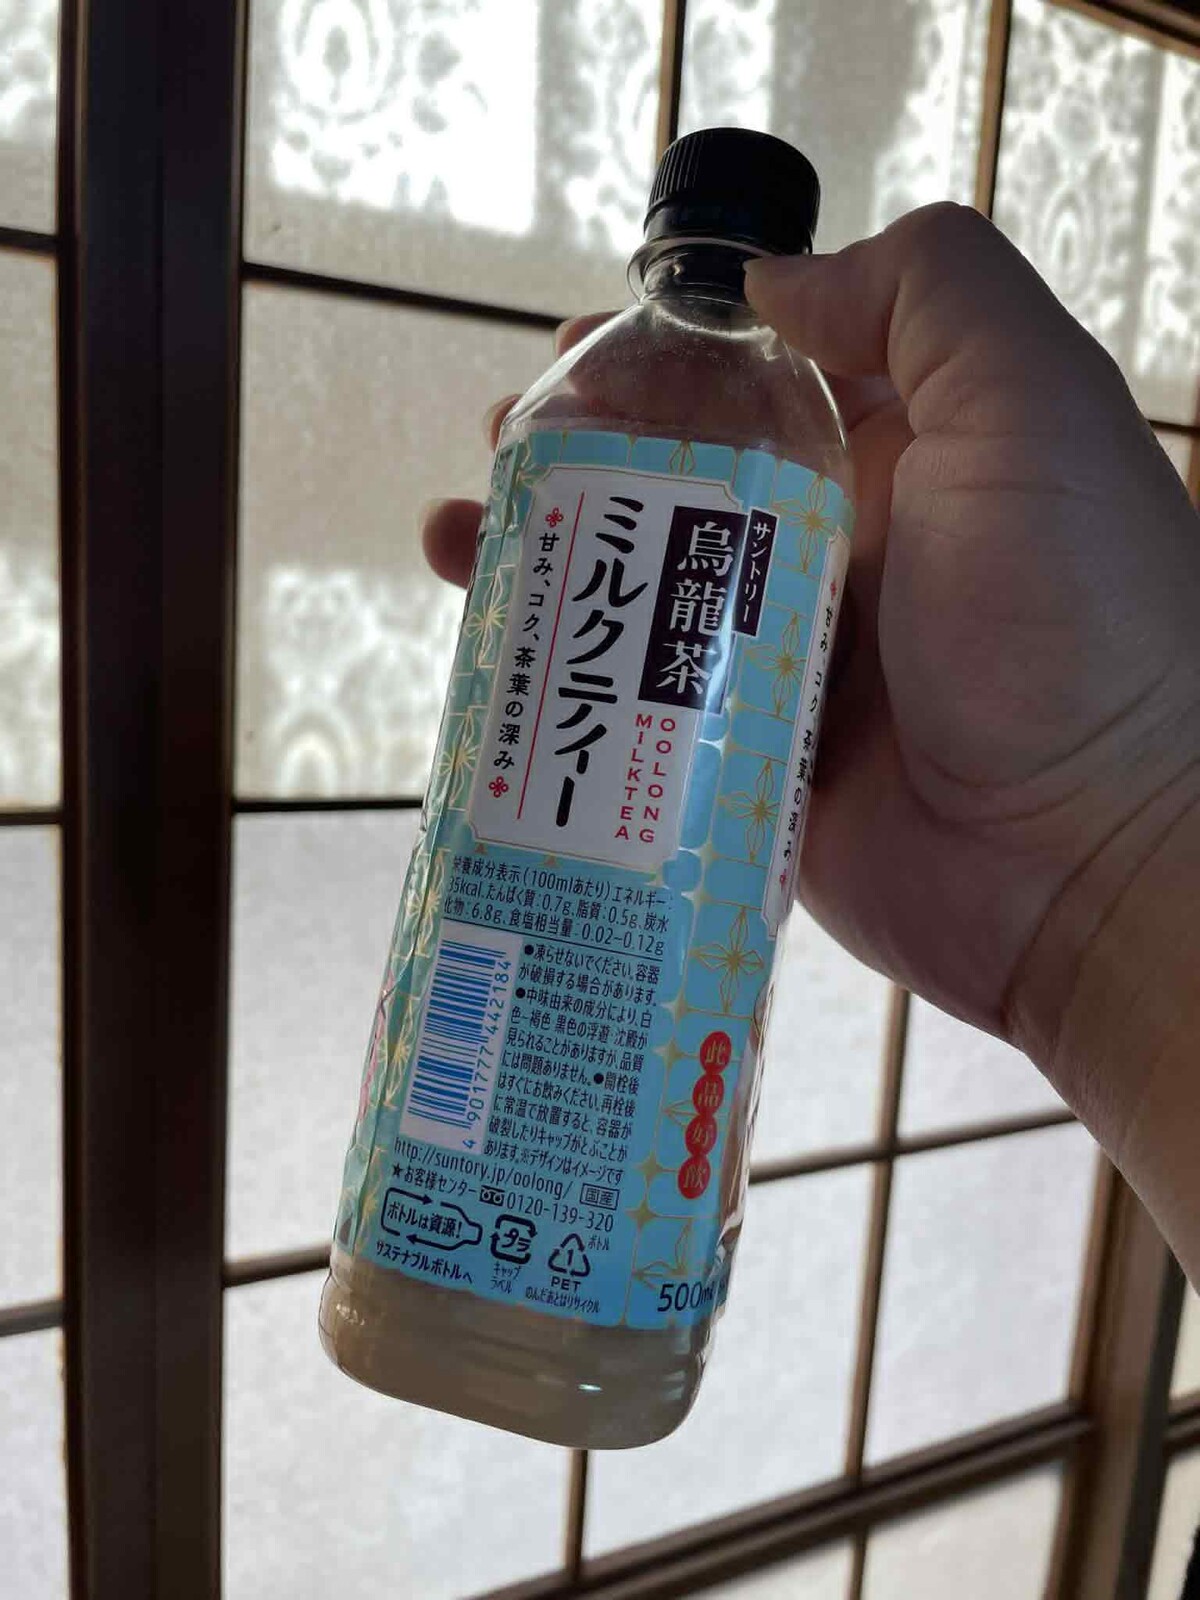 サントリー
烏龍茶
OOLONG
MILKTEA
ミルクティー
甘み、コク、茶葉の深み
甘み、コク、茶葉の深み
栄養成分表示(100mlあたり)エネルギー:
35kcal、たんぱく質:0.7g、脂質:0.5g、炭水
化物:6.8g、食塩相当量:0.02~0.12g
●凍らせないでください。容器
が破損する場合があります。
●中味由来の成分により、白
色~褐色・黒色の浮遊・沈殿が
見られることがありますが、品質
には問題ありません。●開栓後
はすぐにお飲みください。再栓後
に常温で放置すると、容器が
破裂したりキャップがとぶことが
あります。※デザインはイメージです
4 901777 442184
http://suntory.jp/oolong/ 国産
★お客様センター 0120-139-320
ボトルは資源!
サステナブルボトルへ
プラ
キャップ
ラベル
1
ボトル
PET
のんだあとはリサイクル
此品好飲
500ml